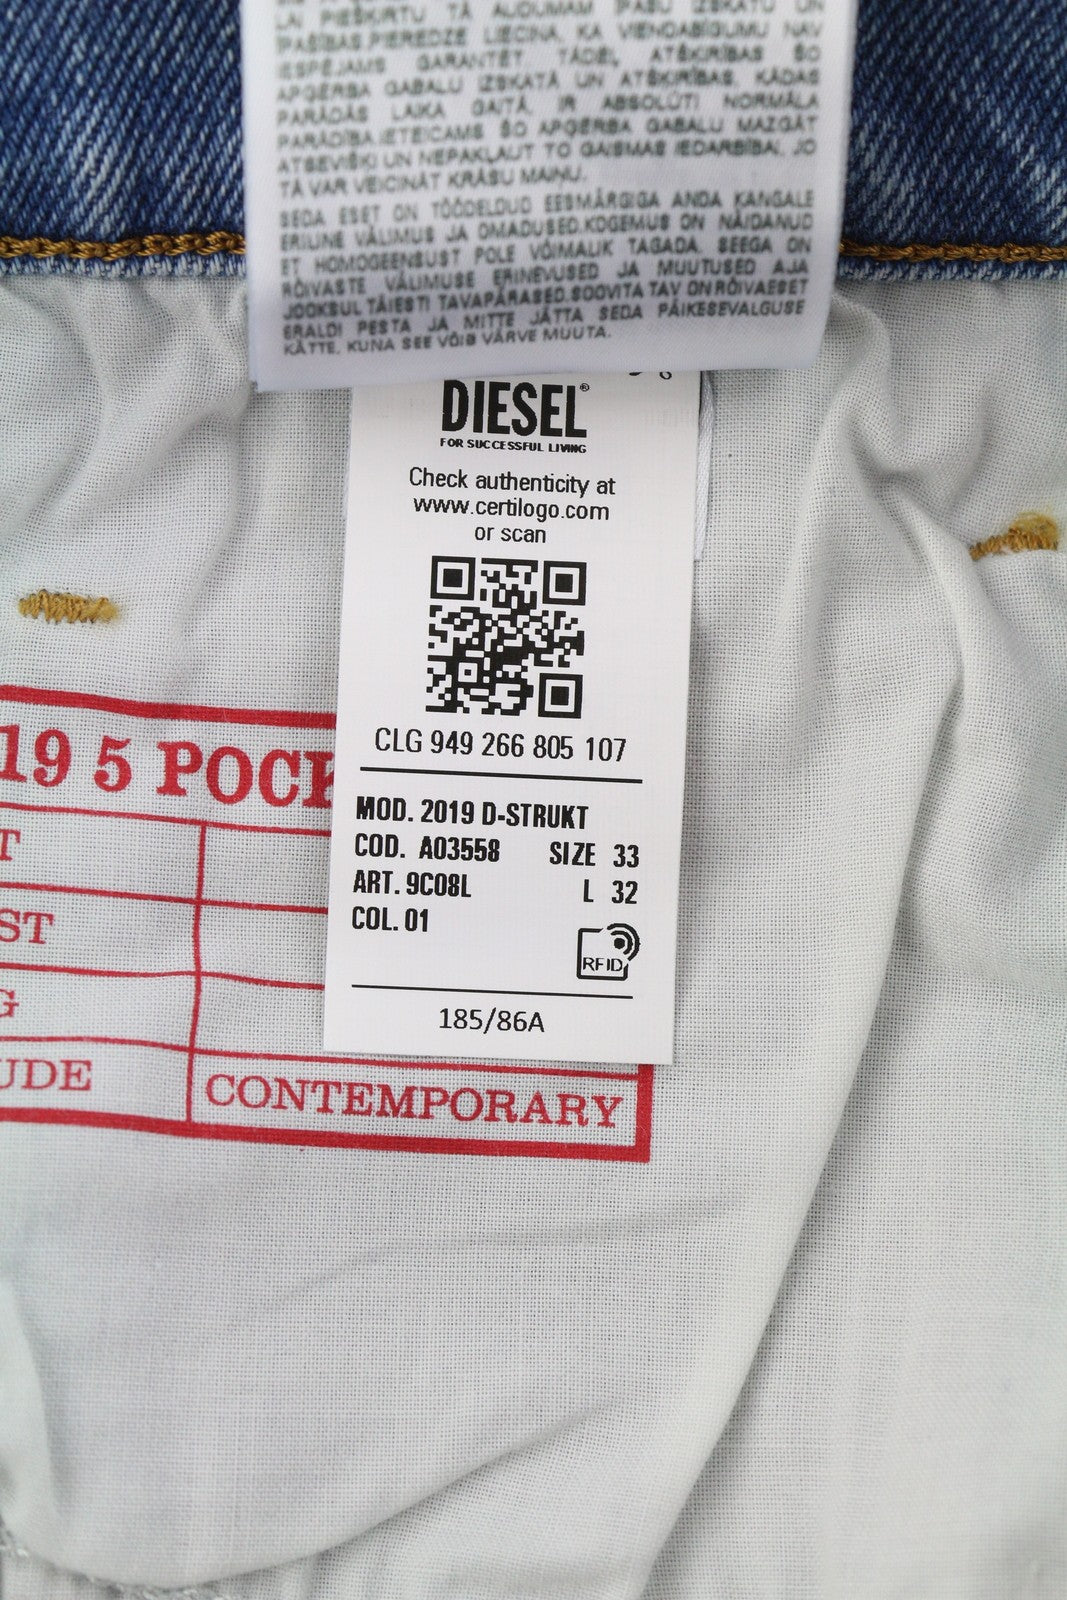 LAI PIEŠĶIRTU TĀ AUDUMAM ĪPAŠU IZSKATU UN
ĪPAŠĪBAS.PIEREDZE LIECINA, KA VIENDABĪGUMU NAV
IESPĒJAMS GARANTĒT TĀDĒĻ ATŠĶIRĪBAS ŠO
APĢĒRBA GABALU IZSKATĀ UN ATŠĶIRĪBAS, KĀDAS
PARĀDĀS LAIKA GAITĀ, IR ABSOLŪTI NORMĀLA
PARĀDĪBA.IETEICAMS ŠO APĢĒRBA GABALU MAZGĀT
ATSEVIŠĶI UN NEPAKĻAUT TO GAISMAS IEDARBĪBAI, JO
TĀ VAR VEICINĀT KRĀSU MAIŅU.
SEDA ESET ON TÖÖDELDUD EESMÄRGIGA ANDA KANGALE
ERILINE VÄLIMUS JA OMADUSED.KOGEMUS ON NÄIDANUD
ET HOMOGEENSUST POLE VÕIMALIK TAGADA. SEEGA ON
RÕIVASTE VÄLIMUSE ERINEVUSED JA MUUTUSED AJA
JOOKSUL TÄIESTI TAVAPÄRASED.SOOVITATAV ON RÕIVAESET
ERALDI PESTA JA MITTE JÄTTA SEDA PÄIKESEVALGUSE
KÄTTE, KUNA SEE VÕIB VÄRVE MUUTA.
DIESEL®
FOR SUCCESSFUL LIVING
Check authenticity at
www.certilogo.com
or scan
CLG 949 266 805 107
MOD. 2019 D-STRUKT
COD. A03558 SIZE 33
ART. 9C08L L 32
COL. 01
RFID
185/86A
19 5 POCK
T
ST
G
UDE CONTEMPORARY